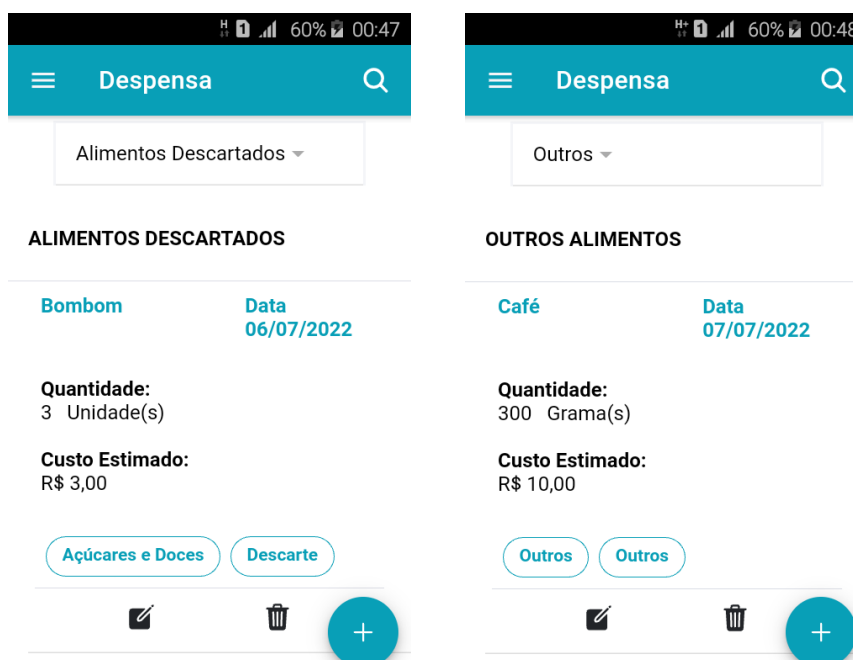 H 1 60% 00:47
Despensa
Alimentos Descartados
ALIMENTOS DESCARTADOS
Bombom
Data
06/07/2022
Quantidade:
3 Unidade(s)
Custo Estimado:
R$ 3,00
Açúcares e Doces
Descarte
H+ 1 60% 00:48
Despensa
Outros
OUTROS ALIMENTOS
Café
Data
07/07/2022
Quantidade:
300 Grama(s)
Custo Estimado:
R$ 10,00
Outros
Outros